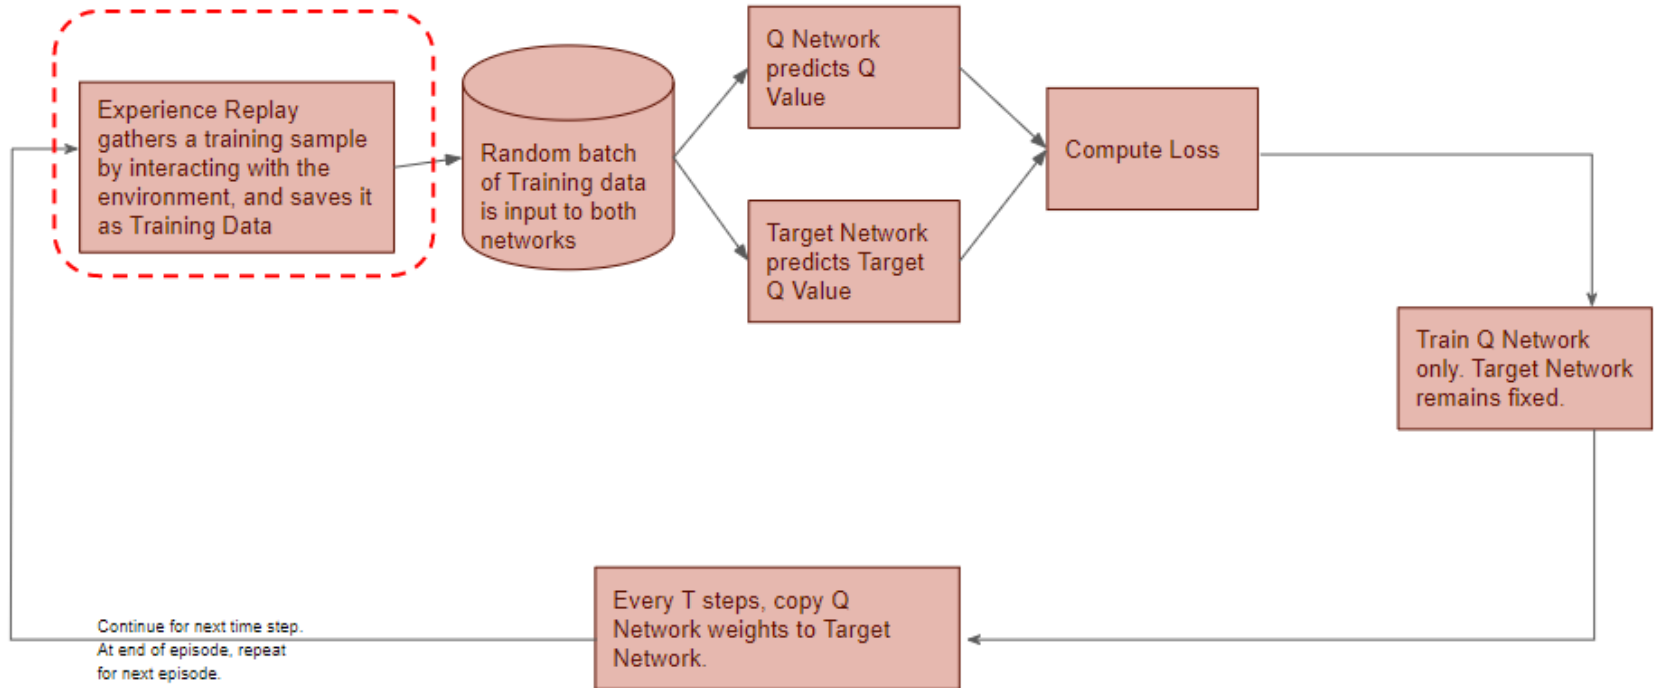 Experience Replay
gathers a training sample
by interacting with the
environment, and saves it
as Training Data
Random batch
of Training data
is input to both
networks
Q Network
predicts Q
Value
Target Network
predicts Target
Q Value
Compute Loss
Train Q Network
only. Target Network
remains fixed.
Every T steps, copy Q
Network weights to Target
Network.
Continue for next time step.
At end of episode, repeat
for next episode.